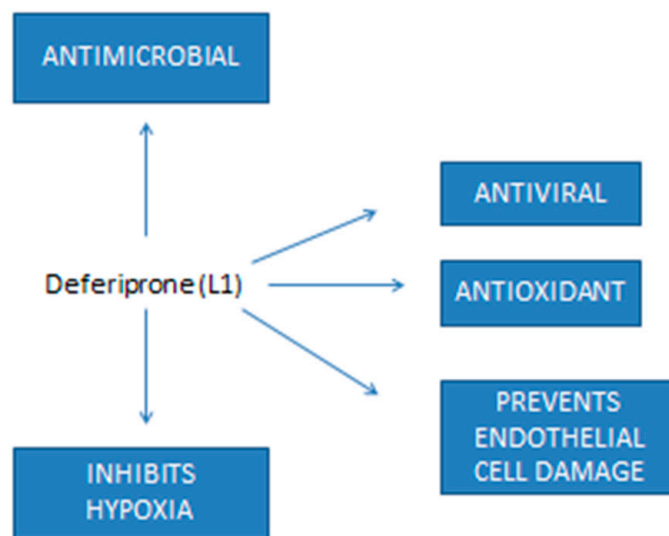 ANTIMICROBIAL
ANTIVIRAL
Deferiprone (L1)
ANTIOXIDANT
PREVENTS
ENDOTHELIAL
CELL DAMAGE
INHIBITS
HYPOXIA